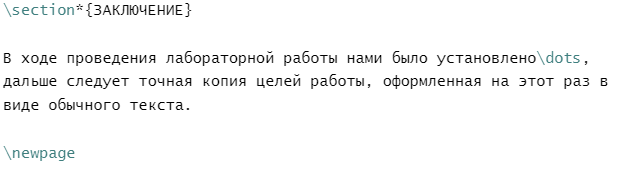 \section*{ЗАКЛЮЧЕНИЕ}
В ходе проведения лабораторной работы нами было установлено\dots,
дальше следует точная копия целей работы, оформленная на этот раз в
виде обычного текста.
\newpage